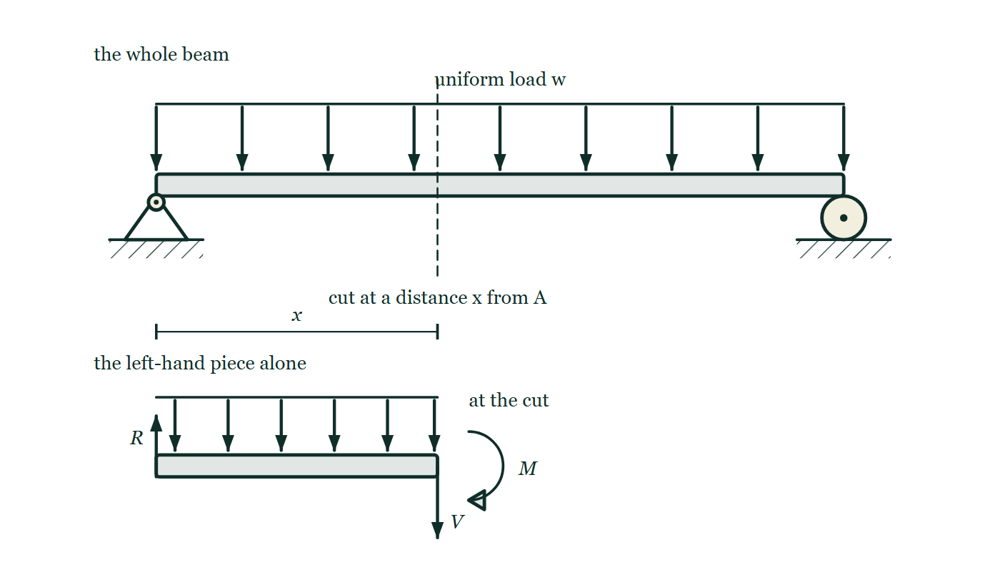 the whole beam
uniform load w
cut at a distance x from A
x
the left-hand piece alone
at the cut
R
M
V